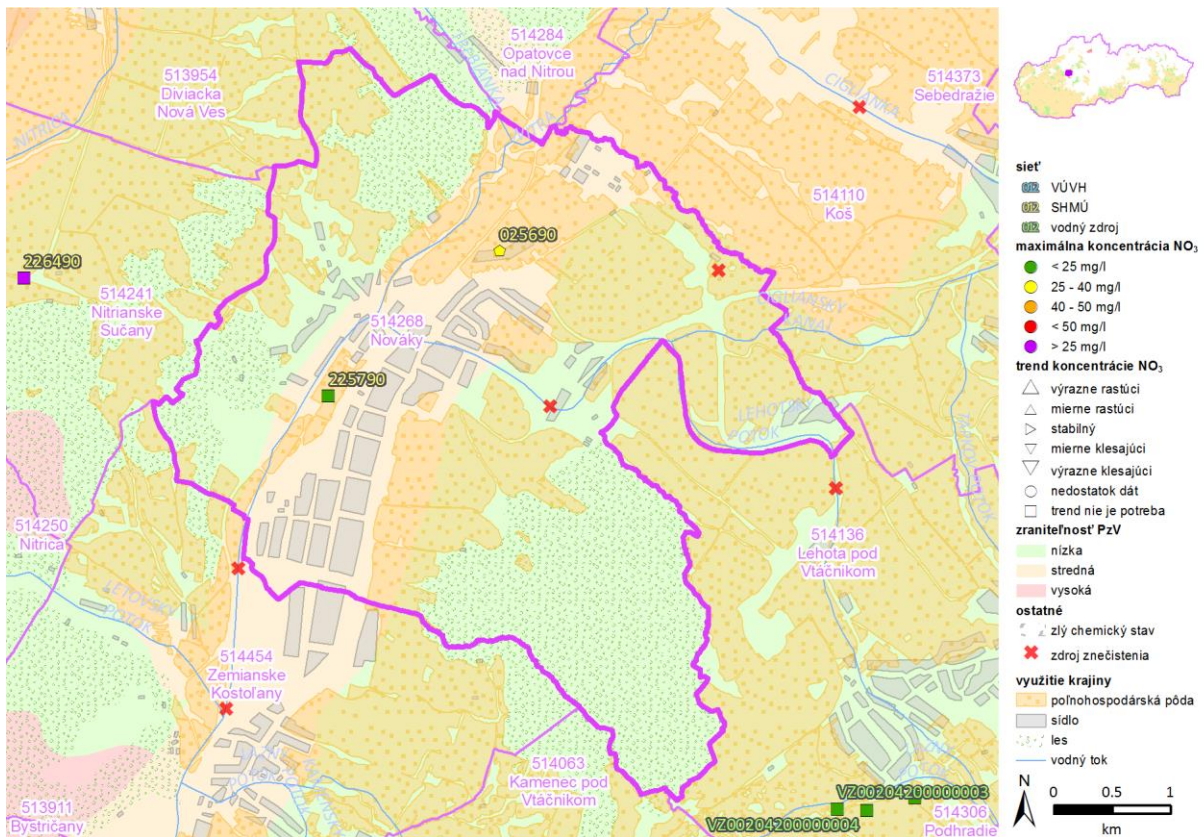 514284
Opatovce
nad Nitrou
513954
Diviacka
Nová Ves
514373
Sebedražie
CIGLIANKA
NITRICA
NITRA
514110
Koš
025690
226490
514241
Nitrianske
Sučany
514268
Nováky
CIGLIANSKY
KANÁL
225790
LEHOTSKÝ
POTOK
514250
Nitrica
514136
Lehota pod
Vtáčnikom
LETOVSKÝ
POTOK
514454
Zemianske
Kostoľany
514063
Kamenec pod
Vtáčnikom
513911
Bystričany
POTOK
VZ00204200000003
VZ00204200000004
514306
Podhradie
sieť
VÚVH
SHMÚ
vodný zdroj
maximálna koncentrácia NO3
< 25 mg/l
25 - 40 mg/l
40 - 50 mg/l
< 50 mg/l
> 25 mg/l
trend koncentrácie NO3
výrazne rastúci
mierne rastúci
stabilný
mierne klesajúci
výrazne klesajúci
nedostatok dát
trend nie je potreba
zraniteľnosť PzV
nízka
stredná
vysoká
ostatné
zlý chemický stav
zdroj znečistenia
využitie krajiny
poľnohospodárská pôda
sídlo
les
vodný tok
N
0 0.5 1
km